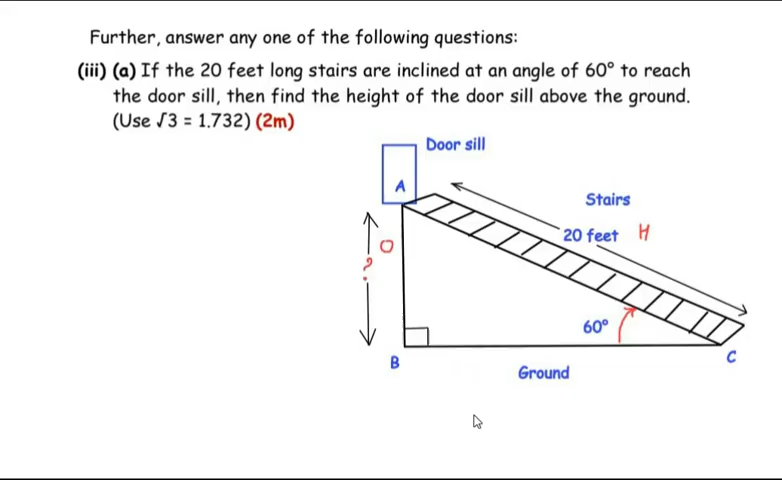 Further, answer any one of the following questions:
(iii) (a) If the 20 feet long stairs are inclined at an angle of 60° to reach
the door sill, then find the height of the door sill above the ground.
(Use √3 = 1.732) (2m)
Door sill
A
Stairs
20 feet H
O
?
60°
B
C
Ground